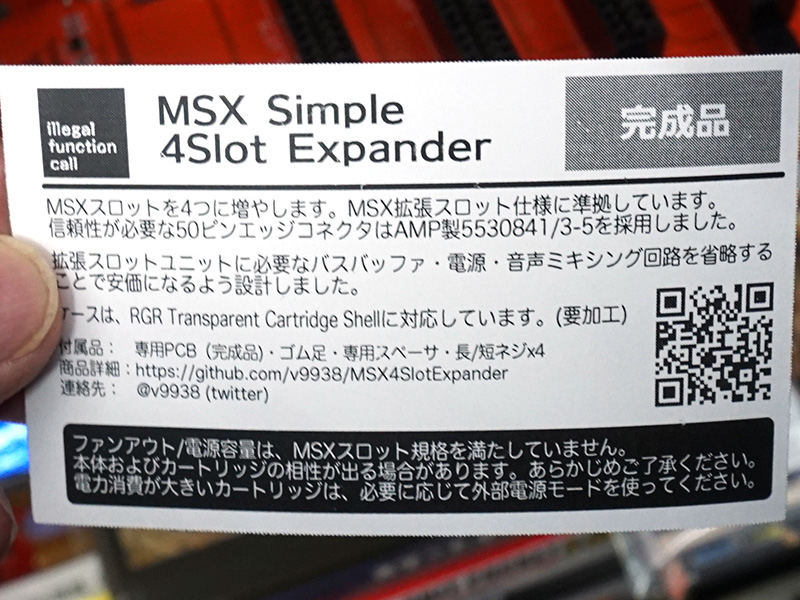 illegal
function
call
MSX Simple
4Slot Expander
完成品
MSXスロットを4つに増やします。MSX拡張スロット仕様に準拠しています。
信頼性が必要な50ピンエッジコネクタはAMP製5530841/3-5を採用しました。
拡張スロットユニットに必要なバスバッファ・電源・音声ミキシング回路を省略する
ことで安価になるよう設計しました。
ケースは、RGR Transparent Cartridge Shellに対応しています。(要加工)
付属品： 専用PCB（完成品)・ゴム足・専用スペーサ・長/短ネジx4
商品詳細：https://github.com/v9938/MSX4SlotExpander
連絡先： @v9938 (twitter)
ファンアウト/電源容量は、MSXスロット規格を満たしていません。
本体およびカートリッジの相性が出る場合があります。あらかじめご了承ください。
電力消費が大きいカートリッジは、必要に応じて外部電源モードを使ってください。